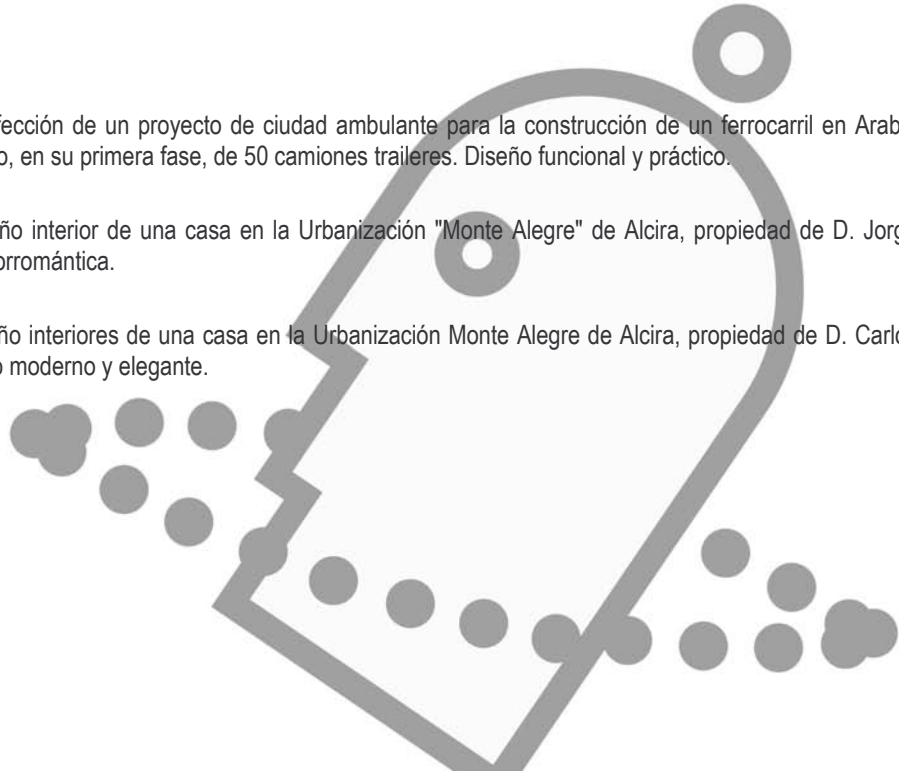 fección de un proyecto de ciudad ambulante para la construcción de un ferrocarril en Arab
o, en su primera fase, de 50 camiones traileres. Diseño funcional y práctico.
ño interior de una casa en la Urbanización "Monte Alegre" de Alcira, propiedad de D. Jorg
orromántica.
ño interiores de una casa en la Urbanización Monte Alegre de Alcira, propiedad de D. Carlo
o moderno y elegante.